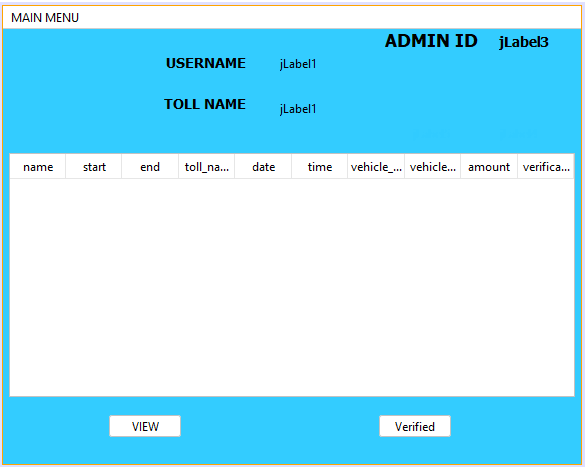 MAIN MENU
ADMIN ID jLabel3
USERNAME jLabel1
TOLL NAME jLabel1
name start end toll_na... date time vehicle_... vehicle... amount verifica...
VIEW Verified